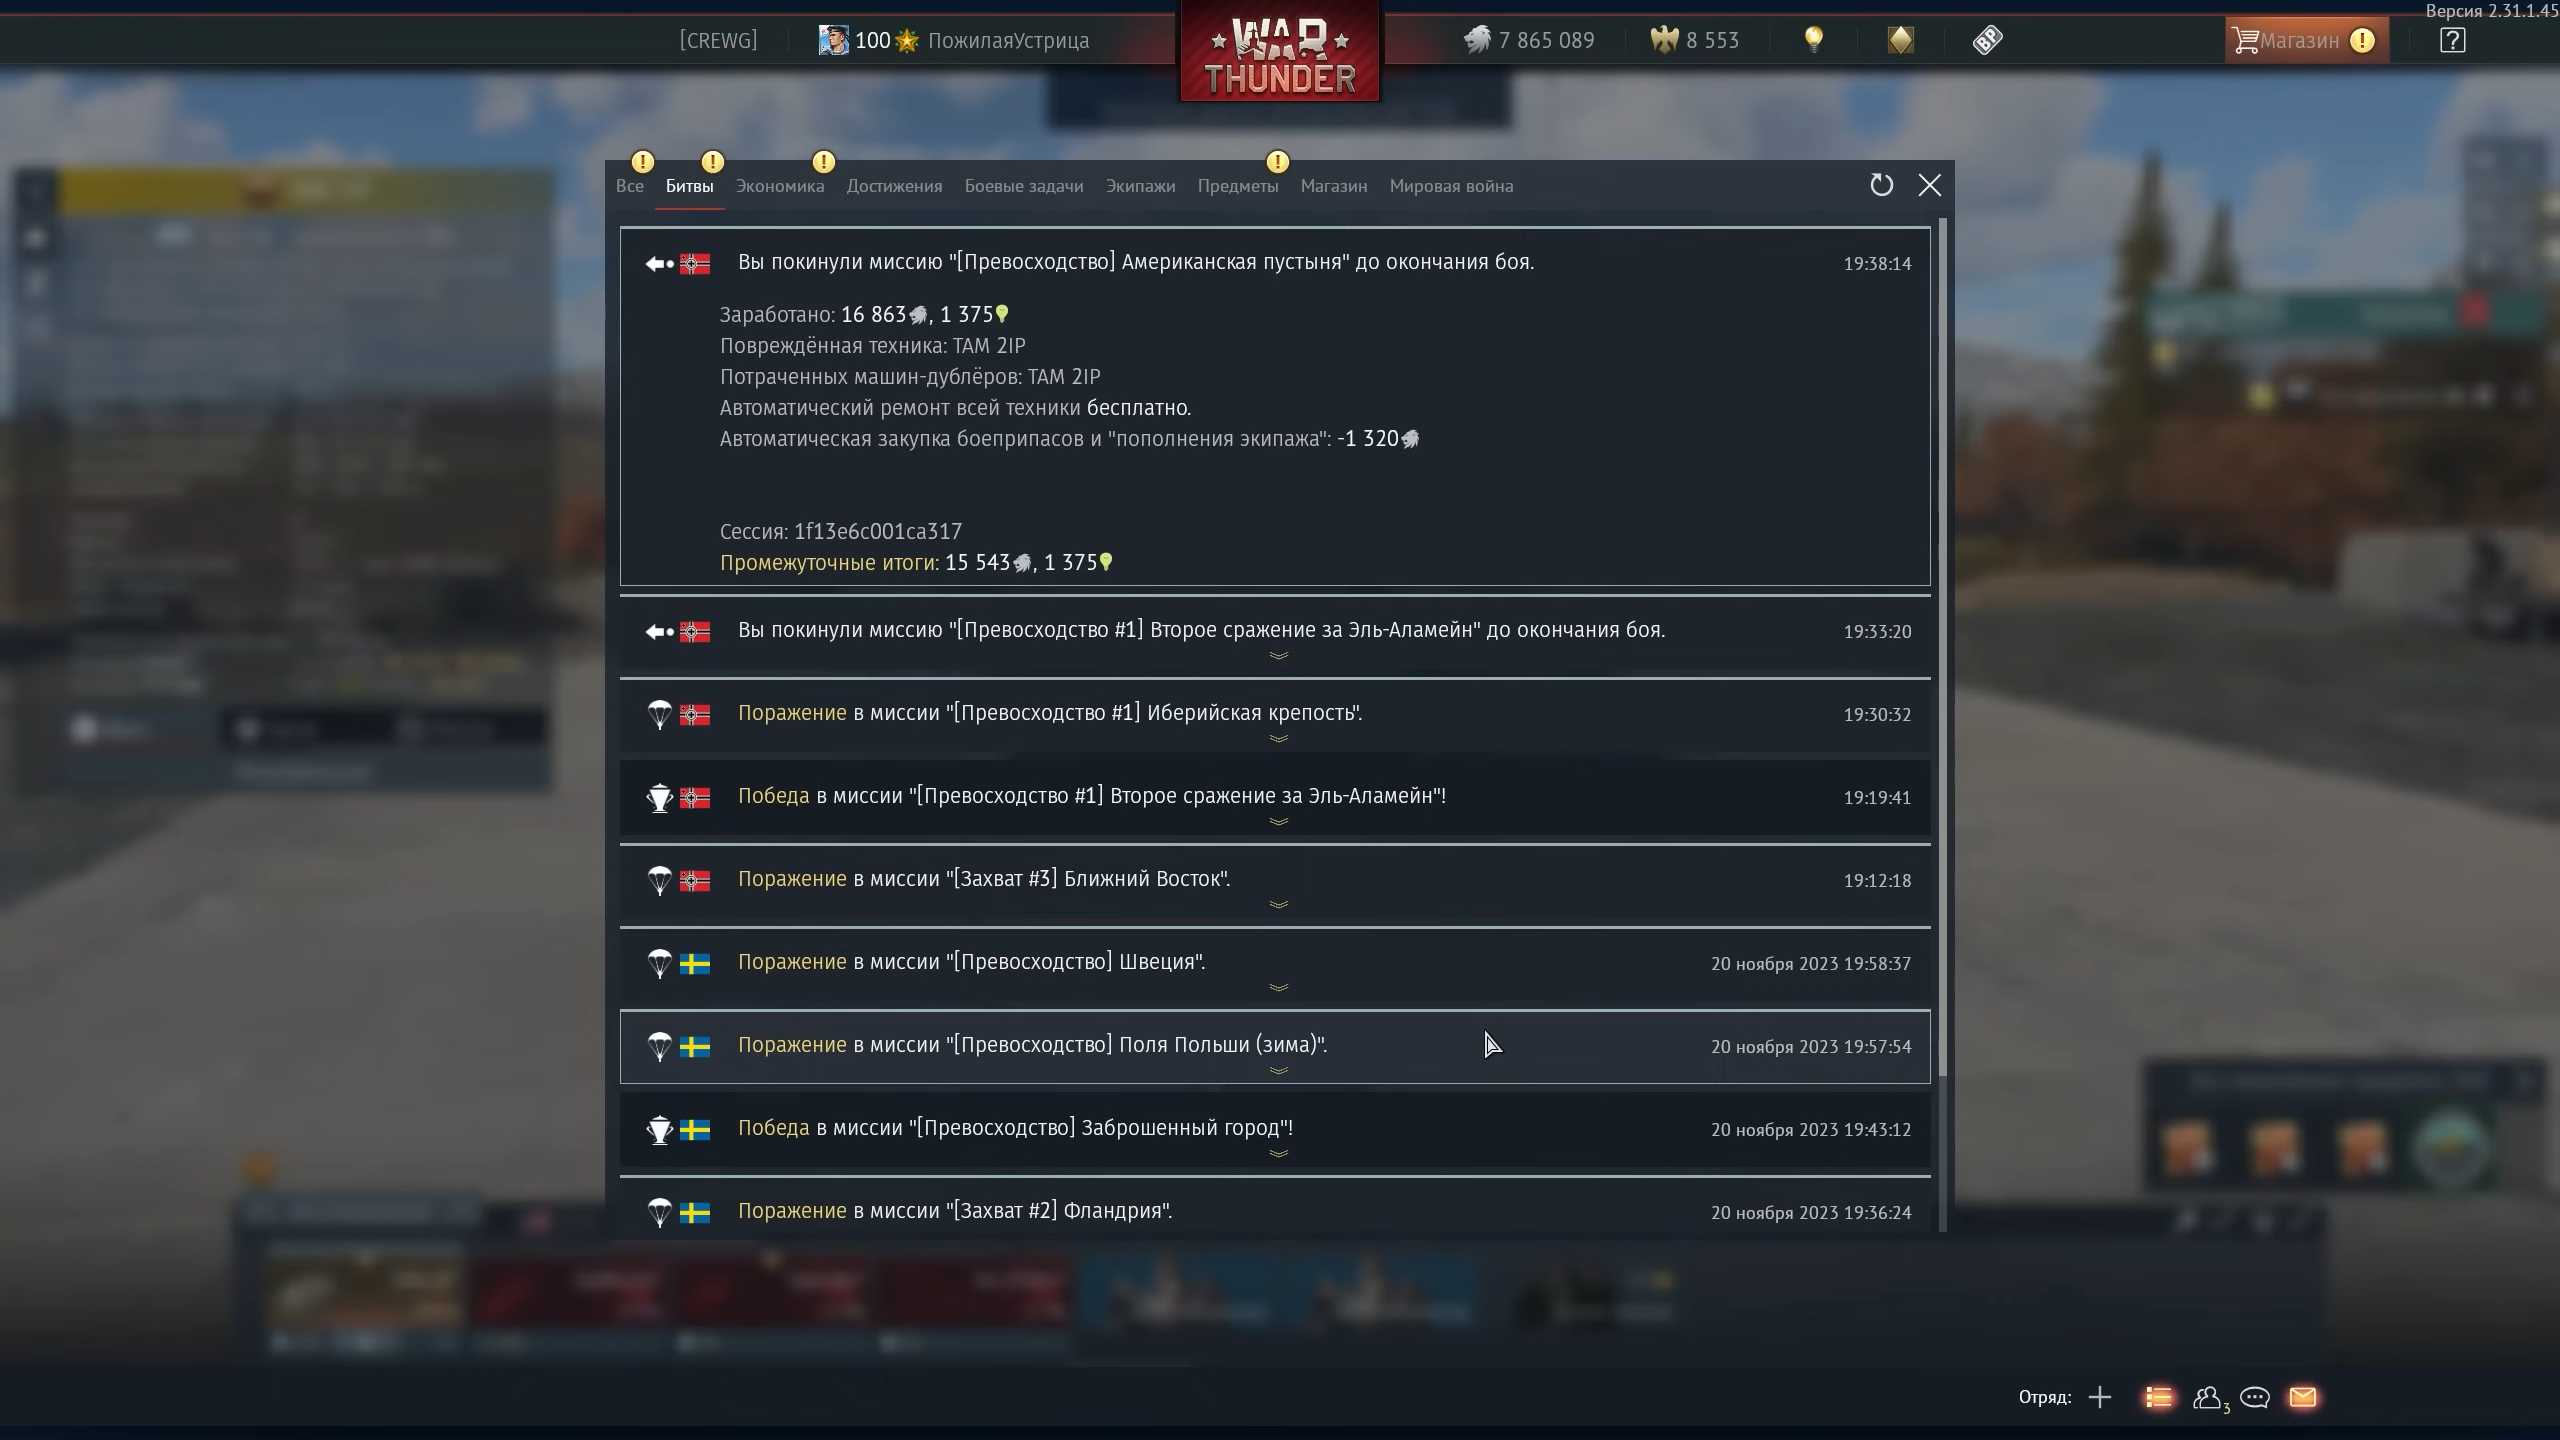 Версия 2.31.1.45
[CREWG]
100 ПожилаяУстрица
WAR THUNDER
7 865 089
8 553
Магазин
Все Битвы Экономика Достижения Боевые задачи Экипажи Предметы Магазин Мировая война
Вы покинули миссию "[Превосходство] Американская пустыня" до окончания боя. 19:38:14
Заработано: 16 863, 1 375
Повреждённая техника: TAM 2IP
Потраченных машин-дублёров: TAM 2IP
Автоматический ремонт всей техники бесплатно.
Автоматическая закупка боеприпасов и "пополнения экипажа": -1 320
Сессия: 1f13e6c001ca317
Промежуточные итоги: 15 543, 1 375
Вы покинули миссию "[Превосходство #1] Второе сражение за Эль-Аламейн" до окончания боя. 19:33:20
Поражение в миссии "[Превосходство #1] Иберийская крепость". 19:30:32
Победа в миссии "[Превосходство #1] Второе сражение за Эль-Аламейн"! 19:19:41
Поражение в миссии "[Захват #3] Ближний Восток". 19:12:18
Поражение в миссии "[Превосходство] Швеция". 20 ноября 2023 19:58:37
Поражение в миссии "[Превосходство] Поля Польши (зима)". 20 ноября 2023 19:57:54
Победа в миссии "[Превосходство] Заброшенный город"! 20 ноября 2023 19:43:12
Поражение в миссии "[Захват #2] Фландрия". 20 ноября 2023 19:36:24
Отряд: 3